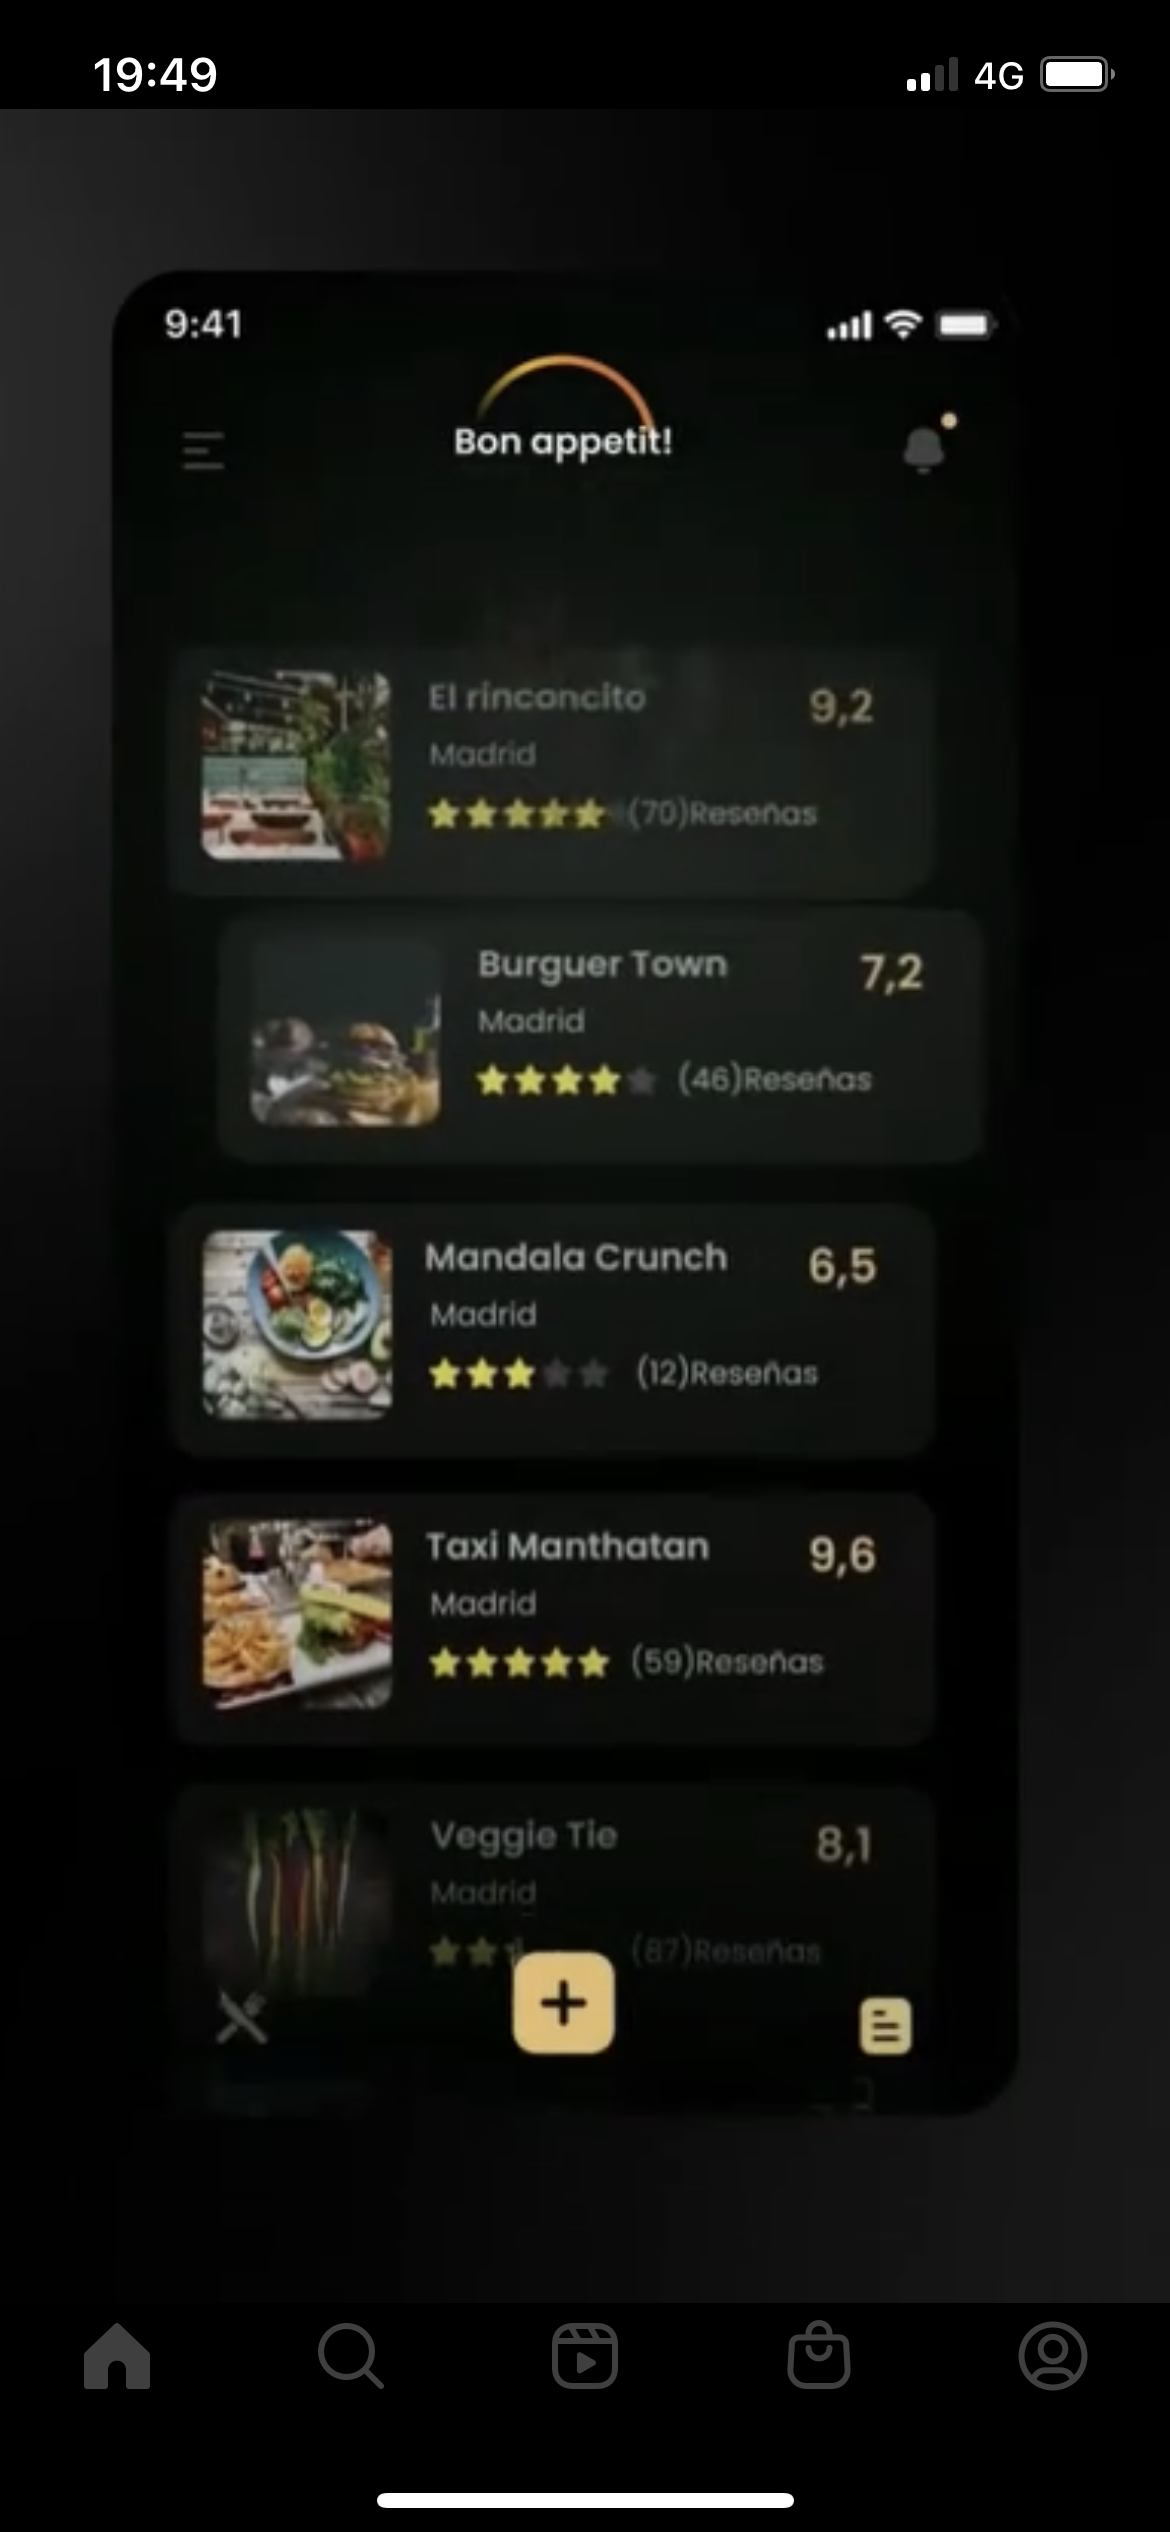 19:49
4G
9:41
Bon appetit!
El rinconcito
9,2
Madrid
(70)Reseñas
Burguer Town
7,2
Madrid
(46)Reseñas
Mandala Crunch
6,5
Madrid
(12)Reseñas
Taxi Manthatan
9,6
Madrid
(59)Reseñas
Veggie Tie
8,1
Madrid
(87)Reseñas